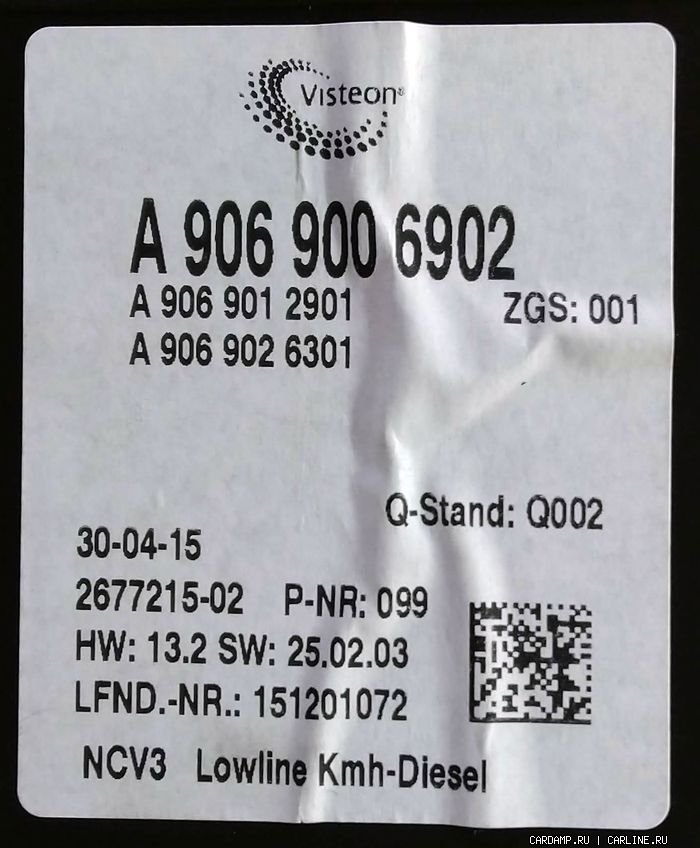 Visteon®
A 906 900 6902
A 906 901 2901 ZGS: 001
A 906 902 6301
Q-Stand: Q002
30-04-15
2677215-02 P-NR: 099
HW: 13.2 SW: 25.02.03
LFND.-NR.: 151201072
NCV3 Lowline Kmh-Diesel
CARDAMP.RU | CARLINE.RU